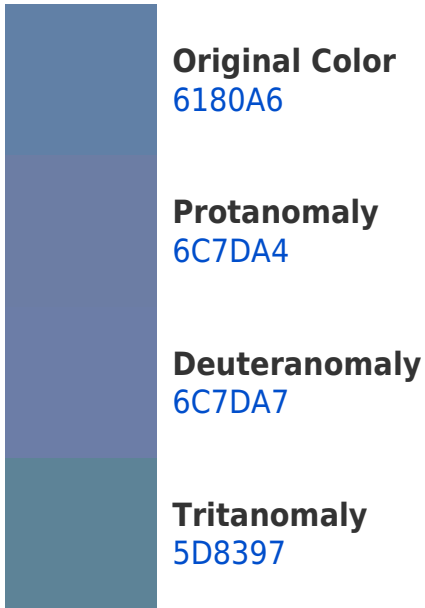 Original Color
6180A6
Protanomaly
6C7DA4
Deuteranomaly
6C7DA7
Tritanomaly
5D8397